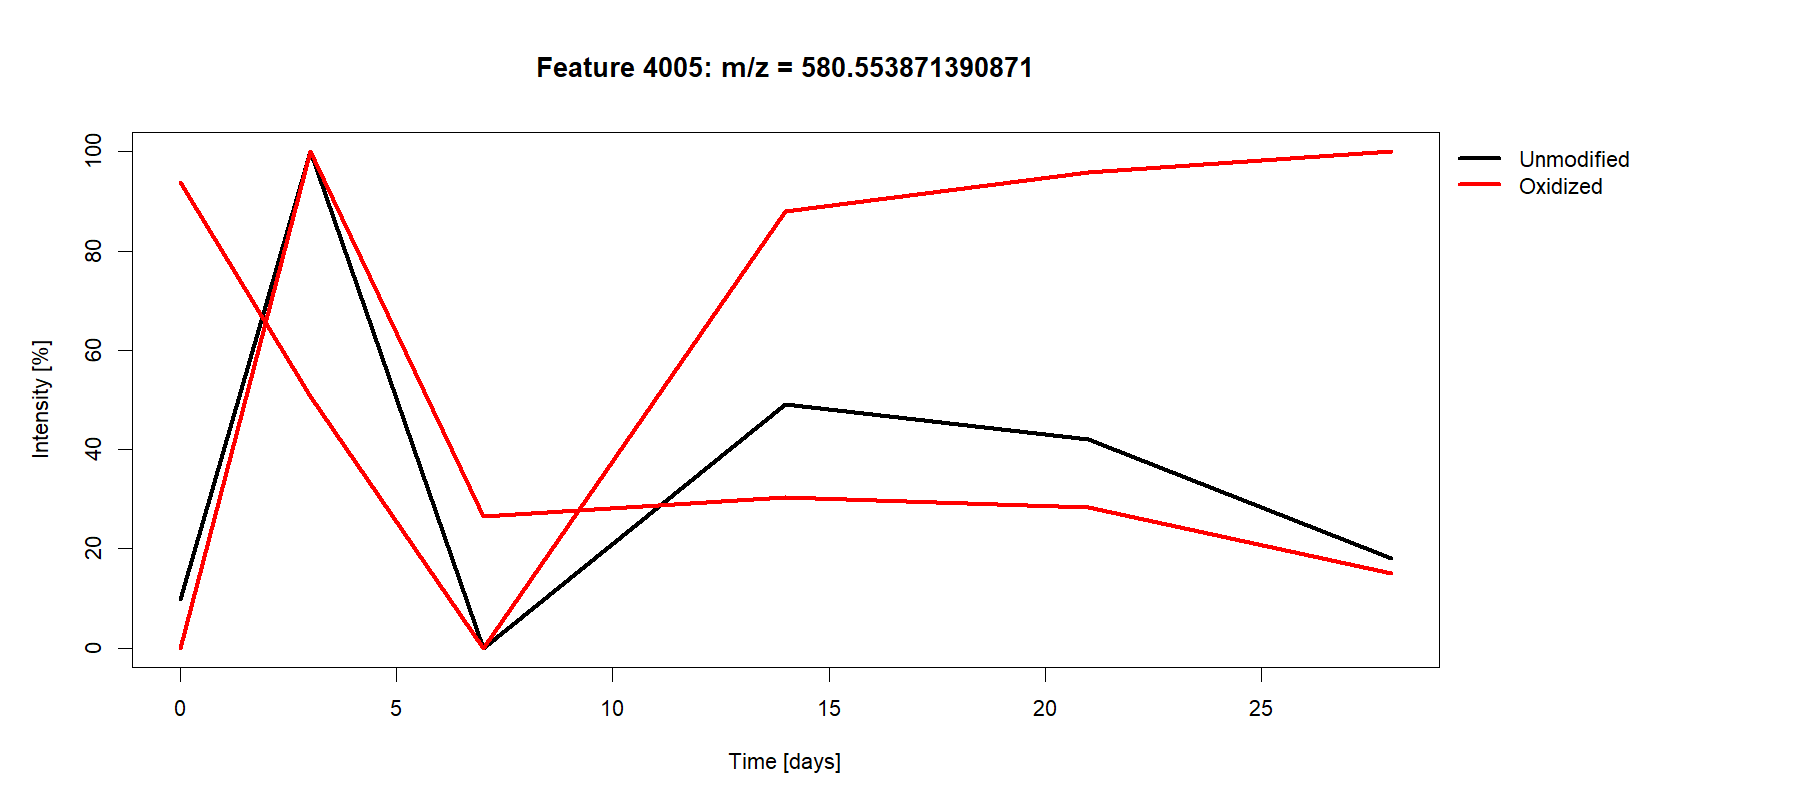 Feature 4005: m/z = 580.553871390871
Unmodified
Oxidized
Intensity [%]
100
80
60
40
20
0
0 5 10 15 20 25
Time [days]